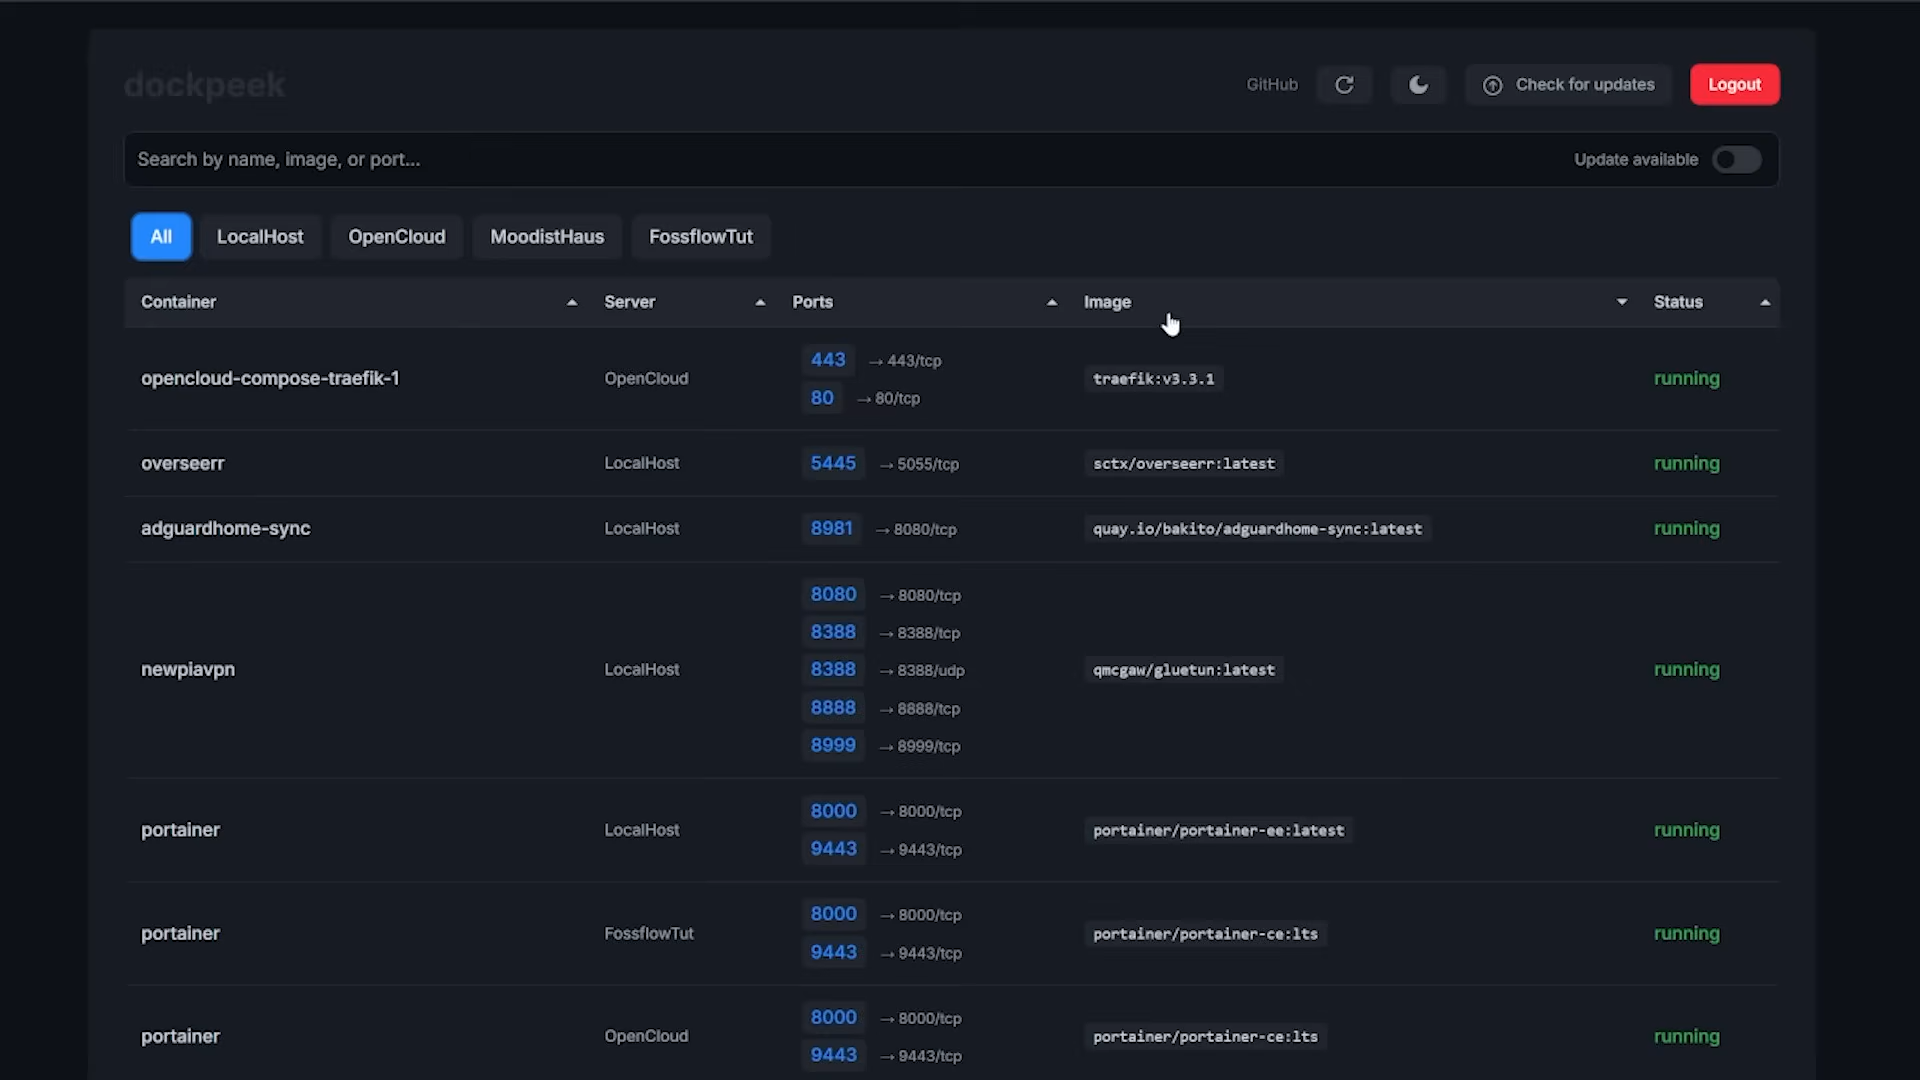 dockpeek
GitHub Check for updates Logout
Search by name, image, or port... Update available
All LocalHost OpenCloud MoodistHaus FossflowTut
Container Server Ports Image Status
opencloud-compose-traefik-1 OpenCloud 443 → 443/tcp traefik:v3.3.1 running
80 → 80/tcp
overseerr LocalHost 5445 → 5055/tcp sctx/overseerr:latest running
adguardhome-sync LocalHost 8981 → 8080/tcp quay.io/bakito/adguardhome-sync:latest running
8080 → 8080/tcp
8388 → 8388/tcp
newpiavpn LocalHost 8388 → 8388/udp qmcgaw/gluetun:latest running
8888 → 8888/tcp
8999 → 8999/tcp
portainer LocalHost 8000 → 8000/tcp portainer/portainer-ee:latest running
9443 → 9443/tcp
portainer FossflowTut 8000 → 8000/tcp portainer/portainer-ce:lts running
9443 → 9443/tcp
portainer OpenCloud 8000 → 8000/tcp portainer/portainer-ce:lts running
9443 → 9443/tcp